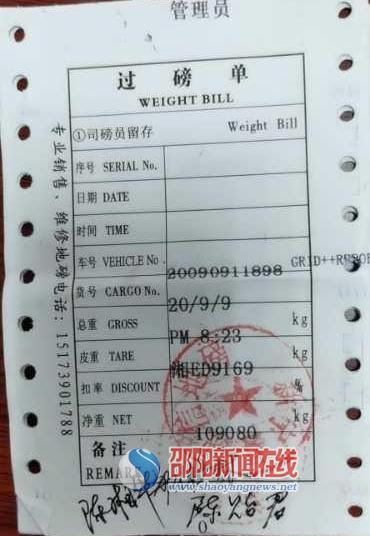 管理员
过磅单
WEIGHT BILL
①司磅员留存 Weight Bill
序号 SERIAL No.
日期 DATE
时间 TIME
车号 VEHICLE No
20090911898
货号 CARGO No.
20/9/9
总重 GROSS kg
PM 8:23
皮重 TARE kg
湘ED9169
扣率 DISCOUNT %
净重 NET kg
109080
备注
REMARK
专业销售、维修地磅电话：15173901788
邵阳新闻在线
www.shaoyangnews.net
0